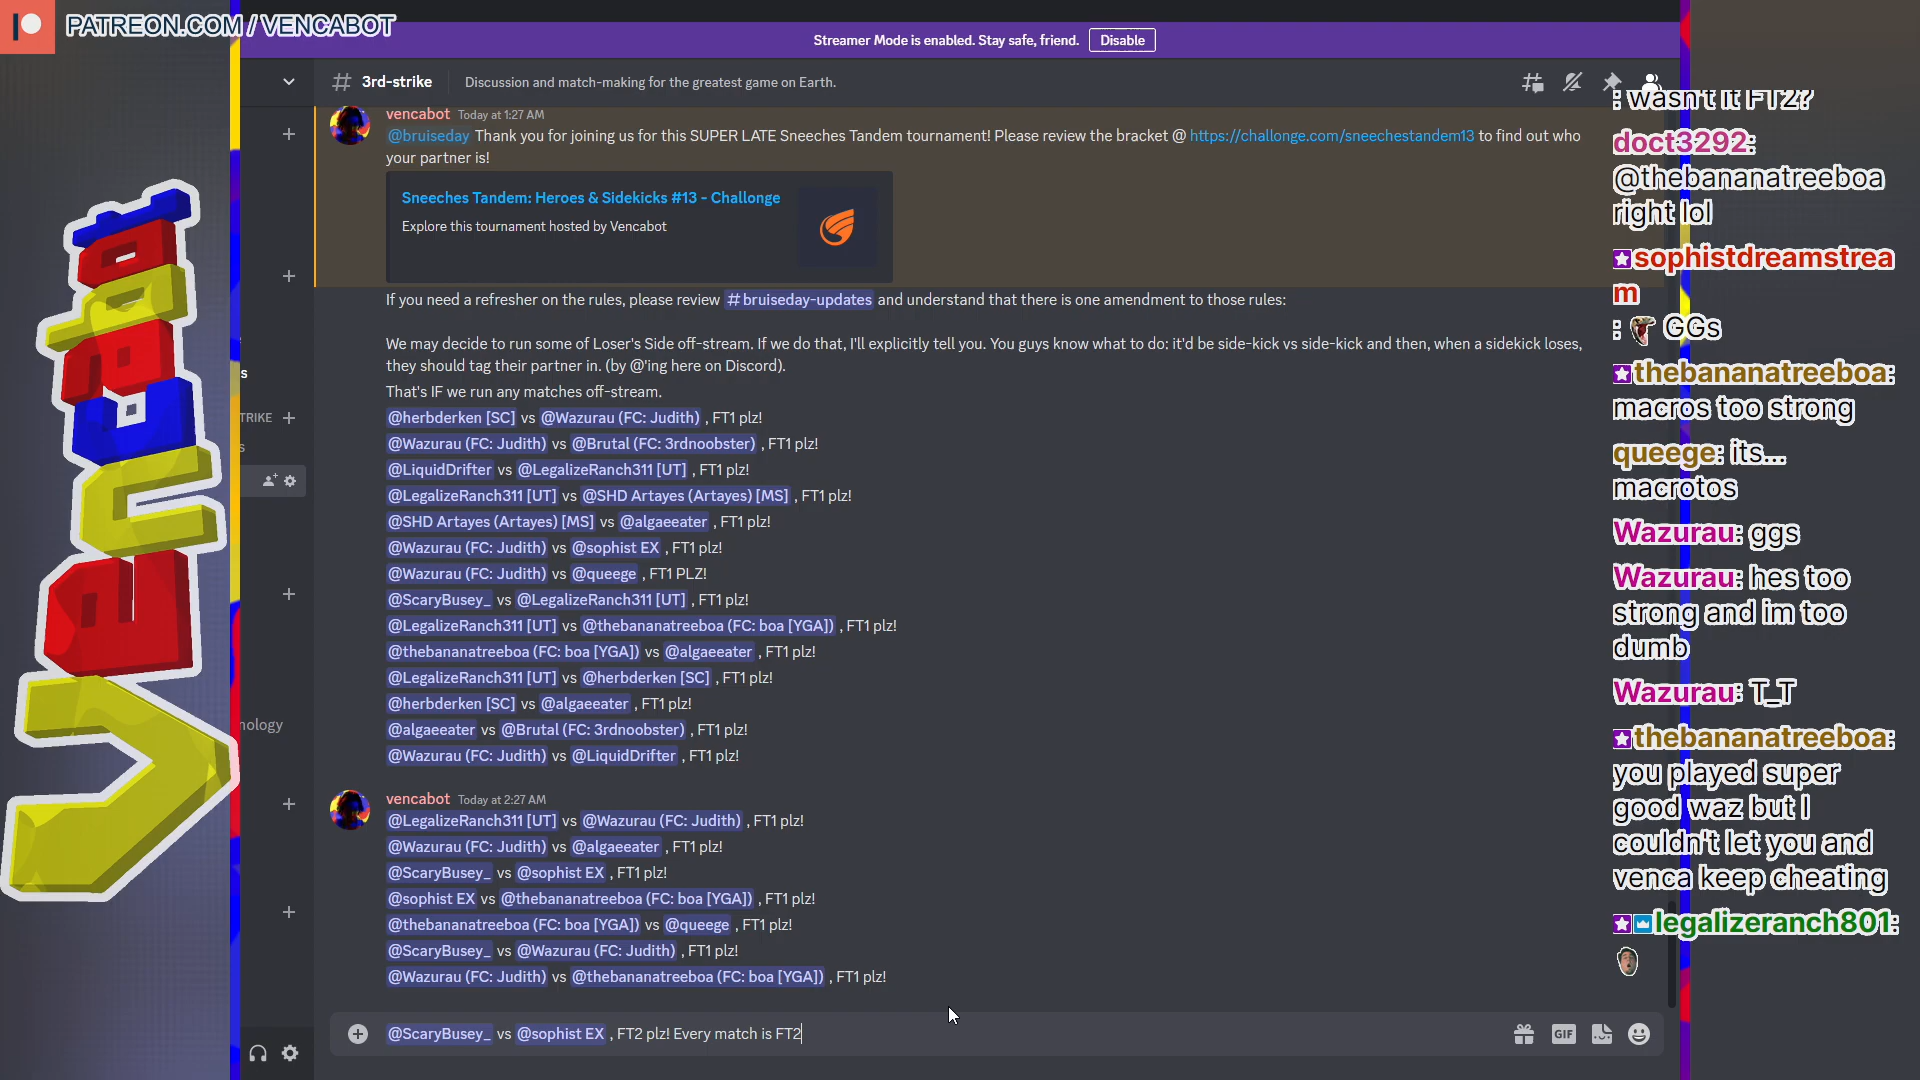 PATREON.COM / VENCABOT
Streamer Mode is enabled. Stay safe, friend. Disable
3rd-strike Discussion and match-making for the greatest game on Earth.
vencabot Today at 1:27 AM
@bruiseday Thank you for joining us for this SUPER LATE Sneeches Tandem tournament! Please review the bracket @ https://challonge.com/sneechestandem13 to find out who
your partner is!
Sneeches Tandem: Heroes & Sidekicks #13 - Challonge
Explore this tournament hosted by Vencabot
If you need a refresher on the rules, please review #bruiseday-updates and understand that there is one amendment to those rules:
We may decide to run some of Loser's Side off-stream. If we do that, I'll explicitly tell you. You guys know what to do; it'd be side-kick vs side-kick and then, when a sidekick loses,
they should tag their partner in. (by @'ing here on Discord).
That's IF we run any matches off-stream.
@herbderken [SC] vs @Wazurau (FC: Judith) , FT1 plz!
@Wazurau (FC: Judith) vs @Brutal (FC: 3rdnoobster) , FT1 plz!
@LiquidDrifter vs @LegalizeRanch311 [UT] , FT1 plz!
@LegalizeRanch311 [UT] vs @SHD Artayes (Artayes) [MS] , FT1 plz!
@SHD Artayes (Artayes) [MS] vs @algaeeater , FT1 plz!
@Wazurau (FC: Judith) vs @sophist EX , FT1 plz!
@Wazurau (FC: Judith) vs @queege , FT1 PLZ!
@ScaryBusey_ vs @LegalizeRanch311 [UT] , FT1 plz!
@LegalizeRanch311 [UT] vs @thebananatreeboa (FC: boa [YGA]) , FT1 plz!
@thebananatreeboa (FC: boa [YGA]) vs @algaeeater , FT1 plz!
@LegalizeRanch311 [UT] vs @herbderken [SC] , FT1 plz!
@herbderken [SC] vs @algaeeater , FT1 plz!
@algaeeater vs @Brutal (FC: 3rdnoobster) , FT1 plz!
@Wazurau (FC: Judith) vs @LiquidDrifter , FT1 plz!
vencabot Today at 2:27 AM
@LegalizeRanch311 [UT] vs @Wazurau (FC: Judith) , FT1 plz!
@Wazurau (FC: Judith) vs @algaeeater , FT1 plz!
@ScaryBusey_ vs @sophist EX , FT1 plz!
@sophist EX vs @thebananatreeboa (FC: boa [YGA]) , FT1 plz!
@thebananatreeboa (FC: boa [YGA]) vs @queege , FT1 plz!
@ScaryBusey_ vs @Wazurau (FC: Judith) , FT1 plz!
@Wazurau (FC: Judith) vs @thebananatreeboa (FC: boa [YGA]) , FT1 plz!
@ScaryBusey_ vs @sophist EX , FT2 plz! Every match is FT2
GIF
s
TRIKE
s
nology
Vencabot
: wasn't it FT2?
doct3292:
@thebananatreeboa
right lol
sophistdreamstrea
m
: GGs
thebananatreeboa:
macros too strong
queege: its...
macrotos
Wazurau: ggs
Wazurau: hes too
strong and im too
dumb
Wazurau: T_T
thebananatreeboa:
you played super
good waz but I
couldn't let you and
venca keep cheating
legalizeranch801: